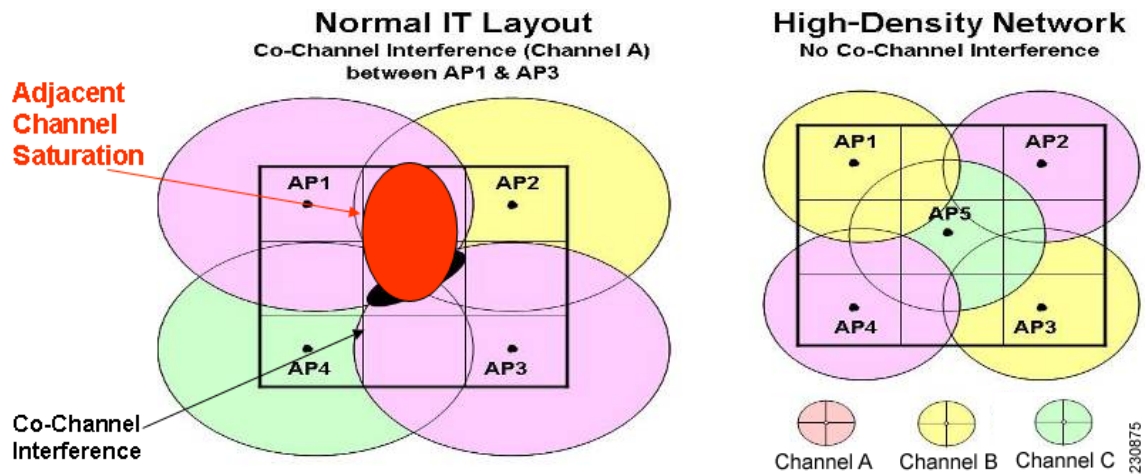 Normal IT Layout
Co-Channel Interference (Channel A)
between AP1 & AP3
Adjacent
Channel
Saturation
AP1
AP2
AP4
AP3
Co-Channel
Interference
High-Density Network
No Co-Channel Interference
AP1
AP2
AP5
AP4
AP3
Channel A
Channel B
Channel C
230875